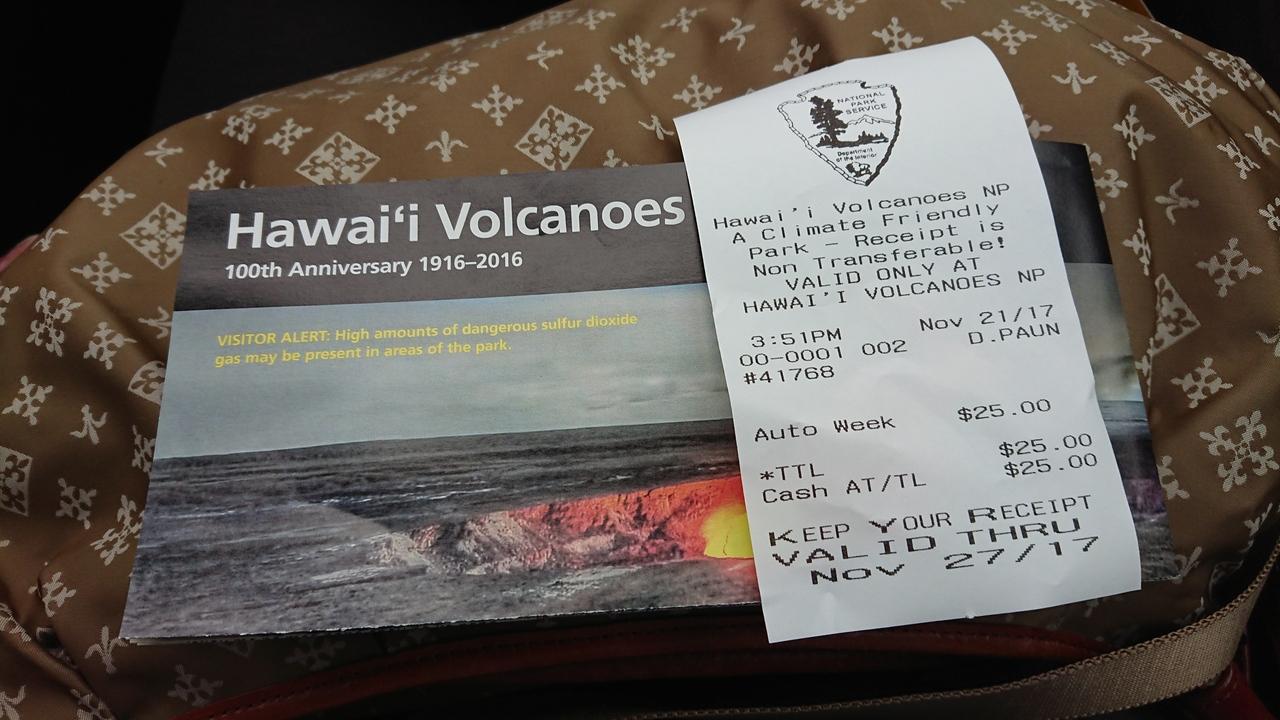 Hawai‘i Volcanoes
100th Anniversary 1916–2016
VISITOR ALERT: High amounts of dangerous sulfur dioxide
gas may be present in areas of the park.
NATIONAL
PARK
SERVICE
Department
of the Interior
Hawai'i Volcanoes NP
A Climate Friendly
Park – Receipt is
Non Transferable!
VALID ONLY AT
HAWAI'I VOLCANOES NP
3:51PM Nov 21/17
00-0001 002 D.PAUN
#41768
Auto Week $25.00
*TTL $25.00
Cash AT/TL $25.00
KEEP YOUR RECEIPT
VALID THRU
NOV 27/17